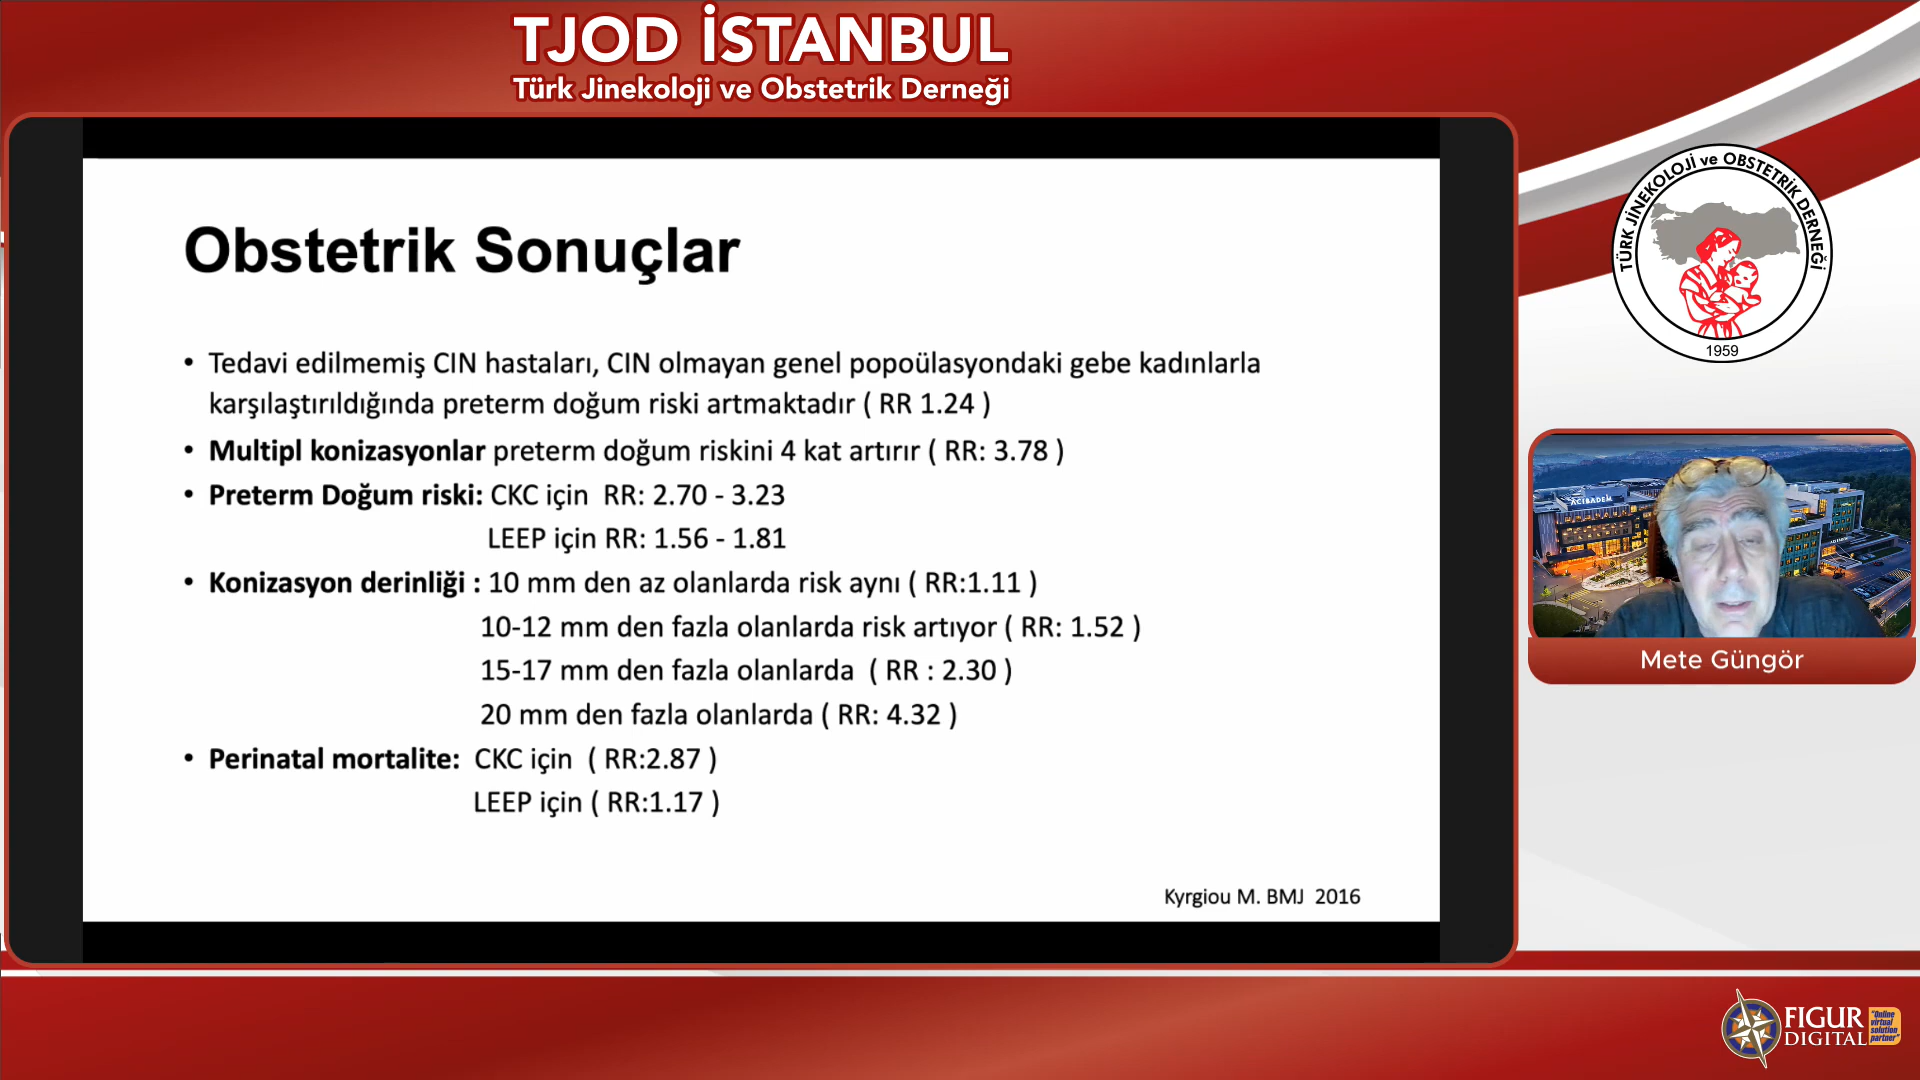 TJOD İSTANBUL
Türk Jinekoloji ve Obstetrik Derneği
Obstetrik Sonuçlar
• Tedavi edilmemiş CIN hastaları, CIN olmayan genel popoülasyondaki gebe kadınlarla
karşılaştırıldığında preterm doğum riski artmaktadır ( RR 1.24 )
• Multipl konizasyonlar preterm doğum riskini 4 kat artırır ( RR: 3.78 )
• Preterm Doğum riski: CKC için RR: 2.70 - 3.23
LEEP için RR: 1.56 - 1.81
• Konizasyon derinliği : 10 mm den az olanlarda risk aynı ( RR:1.11 )
10-12 mm den fazla olanlarda risk artıyor ( RR: 1.52 )
15-17 mm den fazla olanlarda ( RR : 2.30 )
20 mm den fazla olanlarda ( RR: 4.32 )
• Perinatal mortalite: CKC için ( RR:2.87 )
LEEP için ( RR:1.17 )
Kyrgiou M. BMJ 2016
TÜRK JİNEKOLOJİ ve OBSTETRİK DERNEĞİ
1959
ACIBADEM
Mete Güngör
FIGUR
DIGITAL
"Online
virtual
solution
partner"